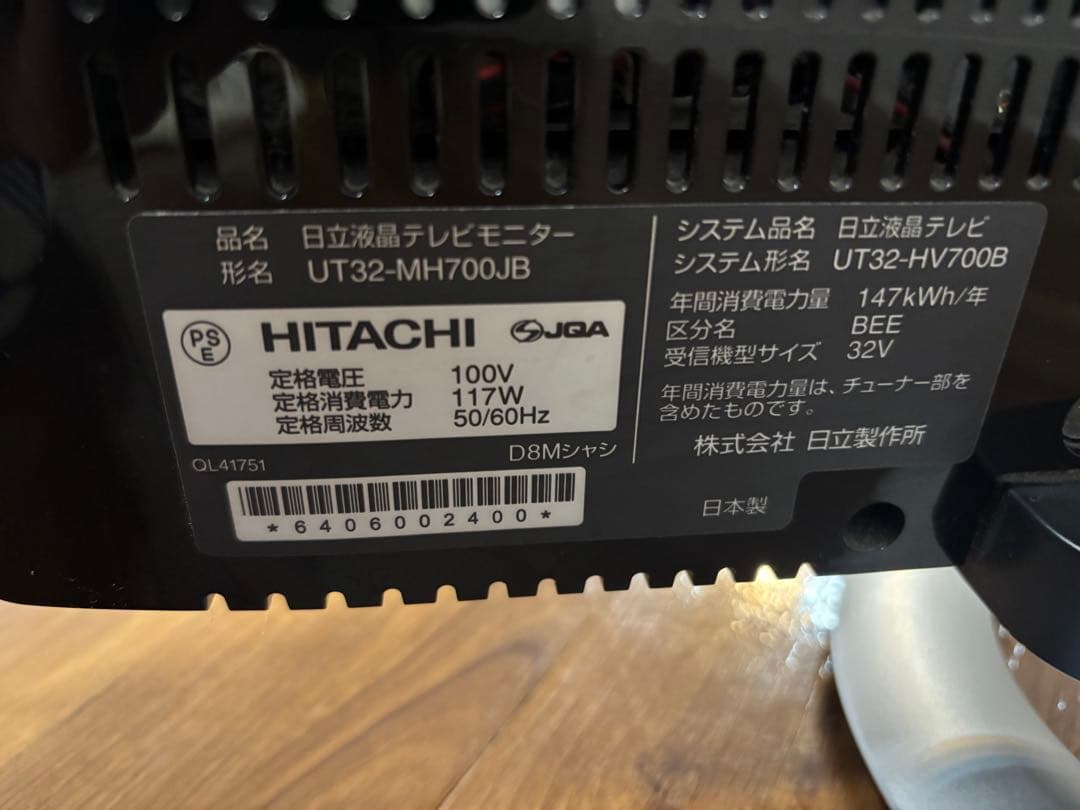 品名 日立液晶テレビモニター
形名 UT32-MH700JB
PS
E
HITACHI JQA
定格電圧 100V
定格消費電力 117W
定格周波数 50/60Hz
QL41751 D8Mシャシ
*6406002400*
システム品名 日立液晶テレビ
システム形名 UT32-HV700B
年間消費電力量 147kWh/年
区分名 BEE
受信機型サイズ 32V
年間消費電力量は、チューナー部を
含めたものです。
株式会社 日立製作所
日本製